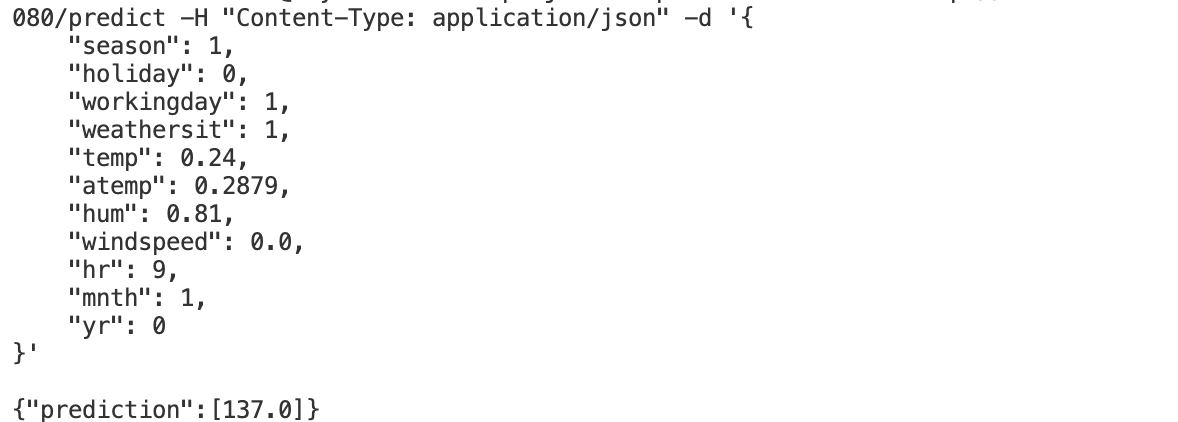 080/predict -H "Content-Type: application/json" -d '{
    "season": 1,
    "holiday": 0,
    "workingday": 1,
    "weathersit": 1,
    "temp": 0.24,
    "atemp": 0.2879,
    "hum": 0.81,
    "windspeed": 0.0,
    "hr": 9,
    "mnth": 1,
    "yr": 0
}'
{"prediction":[137.0]}